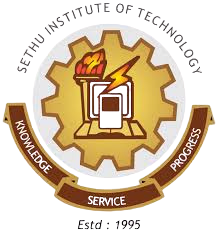 SETHU INSTITUTE OF TECHNOLOGY
KNOWLEDGE
SERVICE
PROGRESS
Estd : 1995